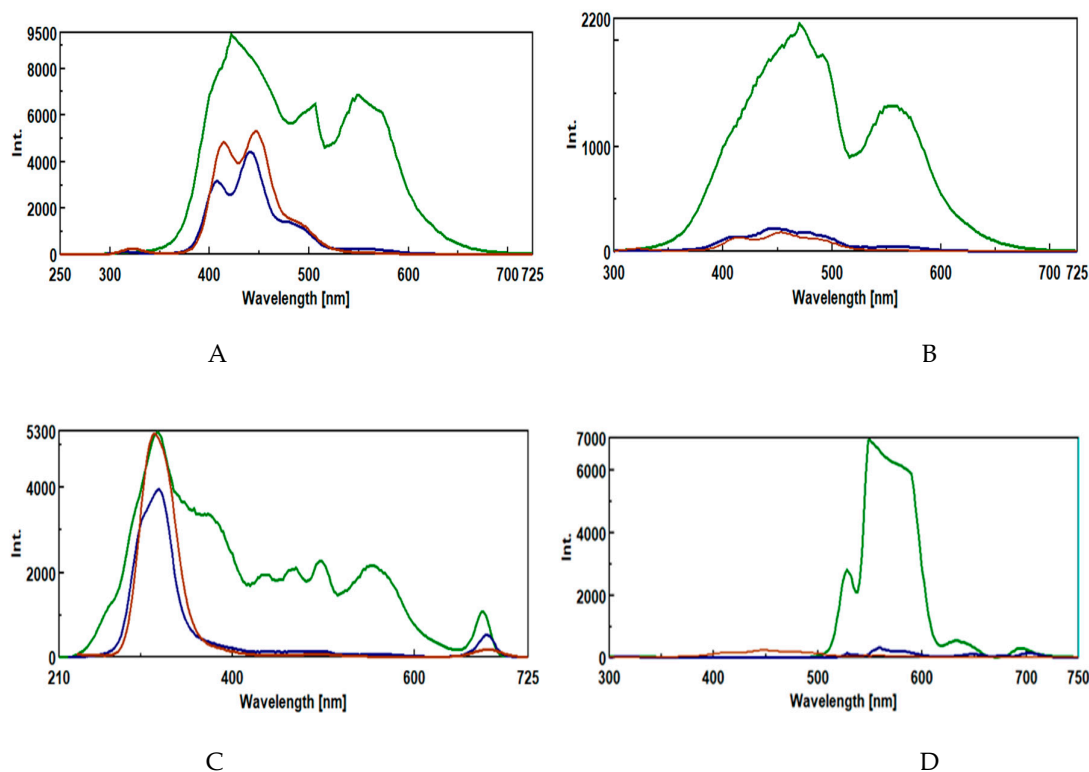 9500
8000
6000
4000
2000
0
Int.
250 300 400 500 600 700 725
Wavelength [nm]
A
2200
1000
0
Int.
300 400 500 600 700 725
Wavelength [nm]
B
5300
4000
2000
0
Int.
210 400 600 725
Wavelength [nm]
C
7000
6000
4000
2000
0
Int.
300 400 500 600 700 750
Wavelength [nm]
D